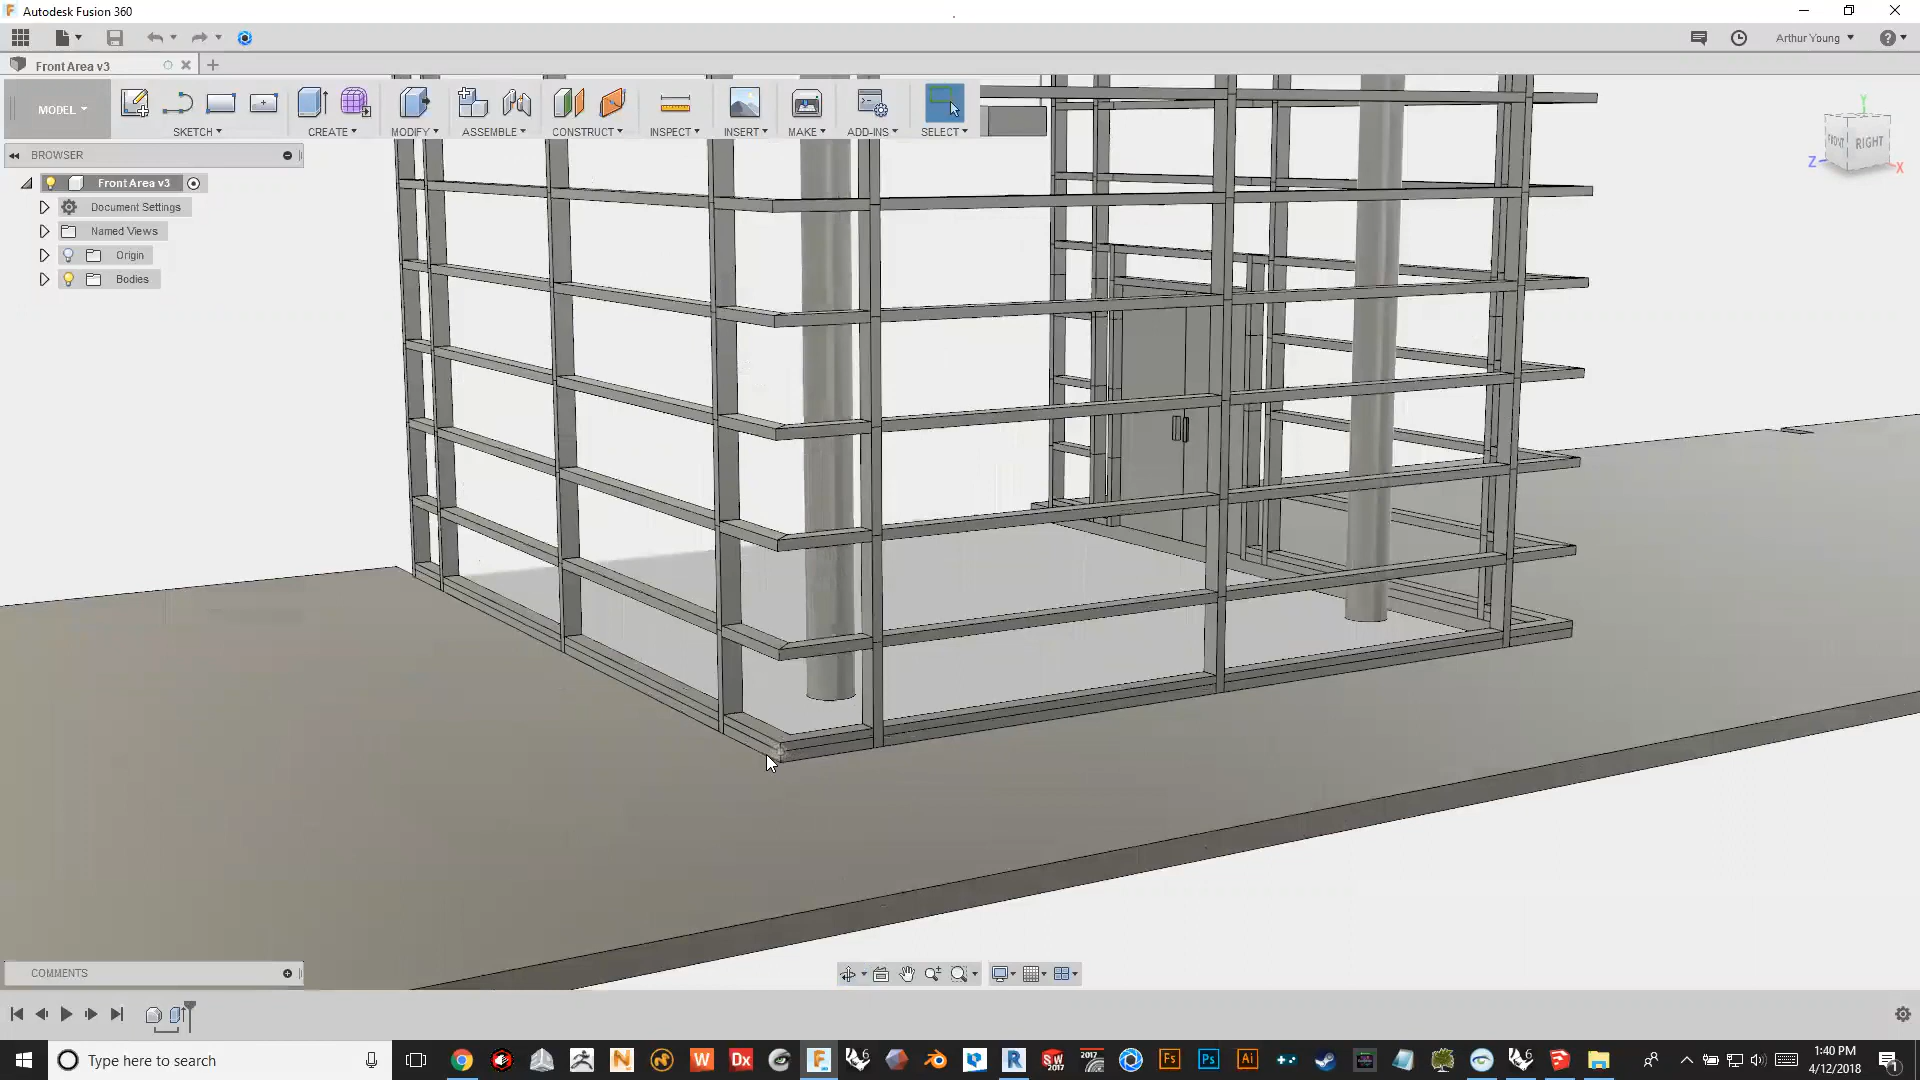 Autodesk Fusion 360
Arthur Young
Front Area v3
MODEL
SKETCH
CREATE
MODIFY
ASSEMBLE
CONSTRUCT
INSPECT
INSERT
MAKE
ADD-INS
SELECT
FRONT
RIGHT
Y
Z
X
BROWSER
Front Area v3
Document Settings
Named Views
Origin
Bodies
COMMENTS
Type here to search
1:40 PM
4/12/2018